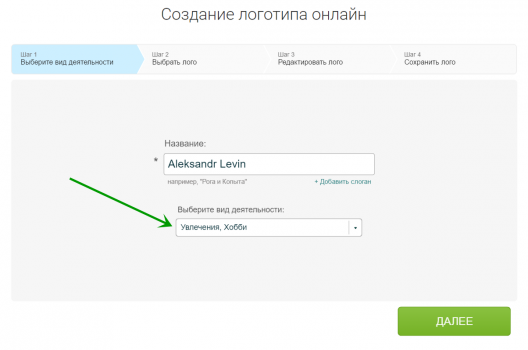 Создание логотипа онлайн
Шаг 1
Выберите вид деятельности
Шаг 2
Выбрать лого
Шаг 3
Редактировать лого
Шаг 4
Сохранить лого
Название:
* Aleksandr Levin
например, "Рога и Копыта"
+ Добавить слоган
Выберите вид деятельности:
Увлечения, Хобби
ДАЛЕЕ